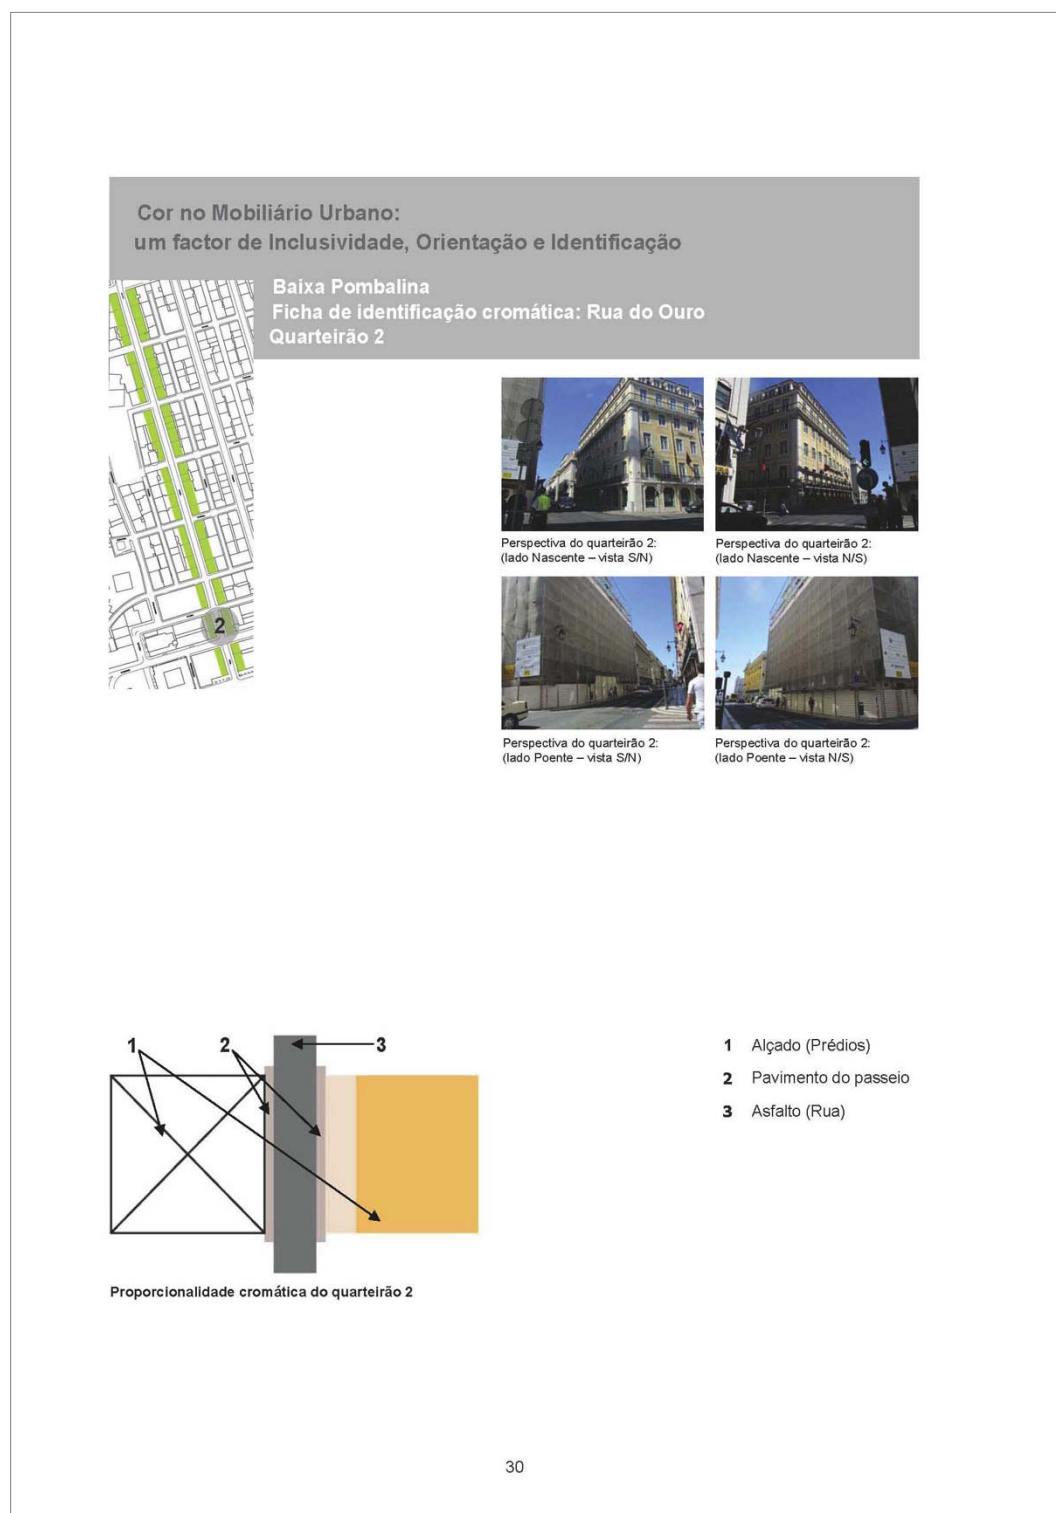 Cor no Mobiliário Urbano:
um factor de Inclusividade, Orientação e Identificação
Baixa Pombalina
Ficha de identificação cromática: Rua do Ouro
Quarteirão 2
2
Perspectiva do quarteirão 2:
(lado Nascente – vista S/N)
Perspectiva do quarteirão 2:
(lado Nascente – vista N/S)
Perspectiva do quarteirão 2:
(lado Poente – vista S/N)
Perspectiva do quarteirão 2:
(lado Poente – vista N/S)
1
2
3
1 Alçado (Prédios)
2 Pavimento do passeio
3 Asfalto (Rua)
Proporcionalidade cromática do quarteirão 2
30